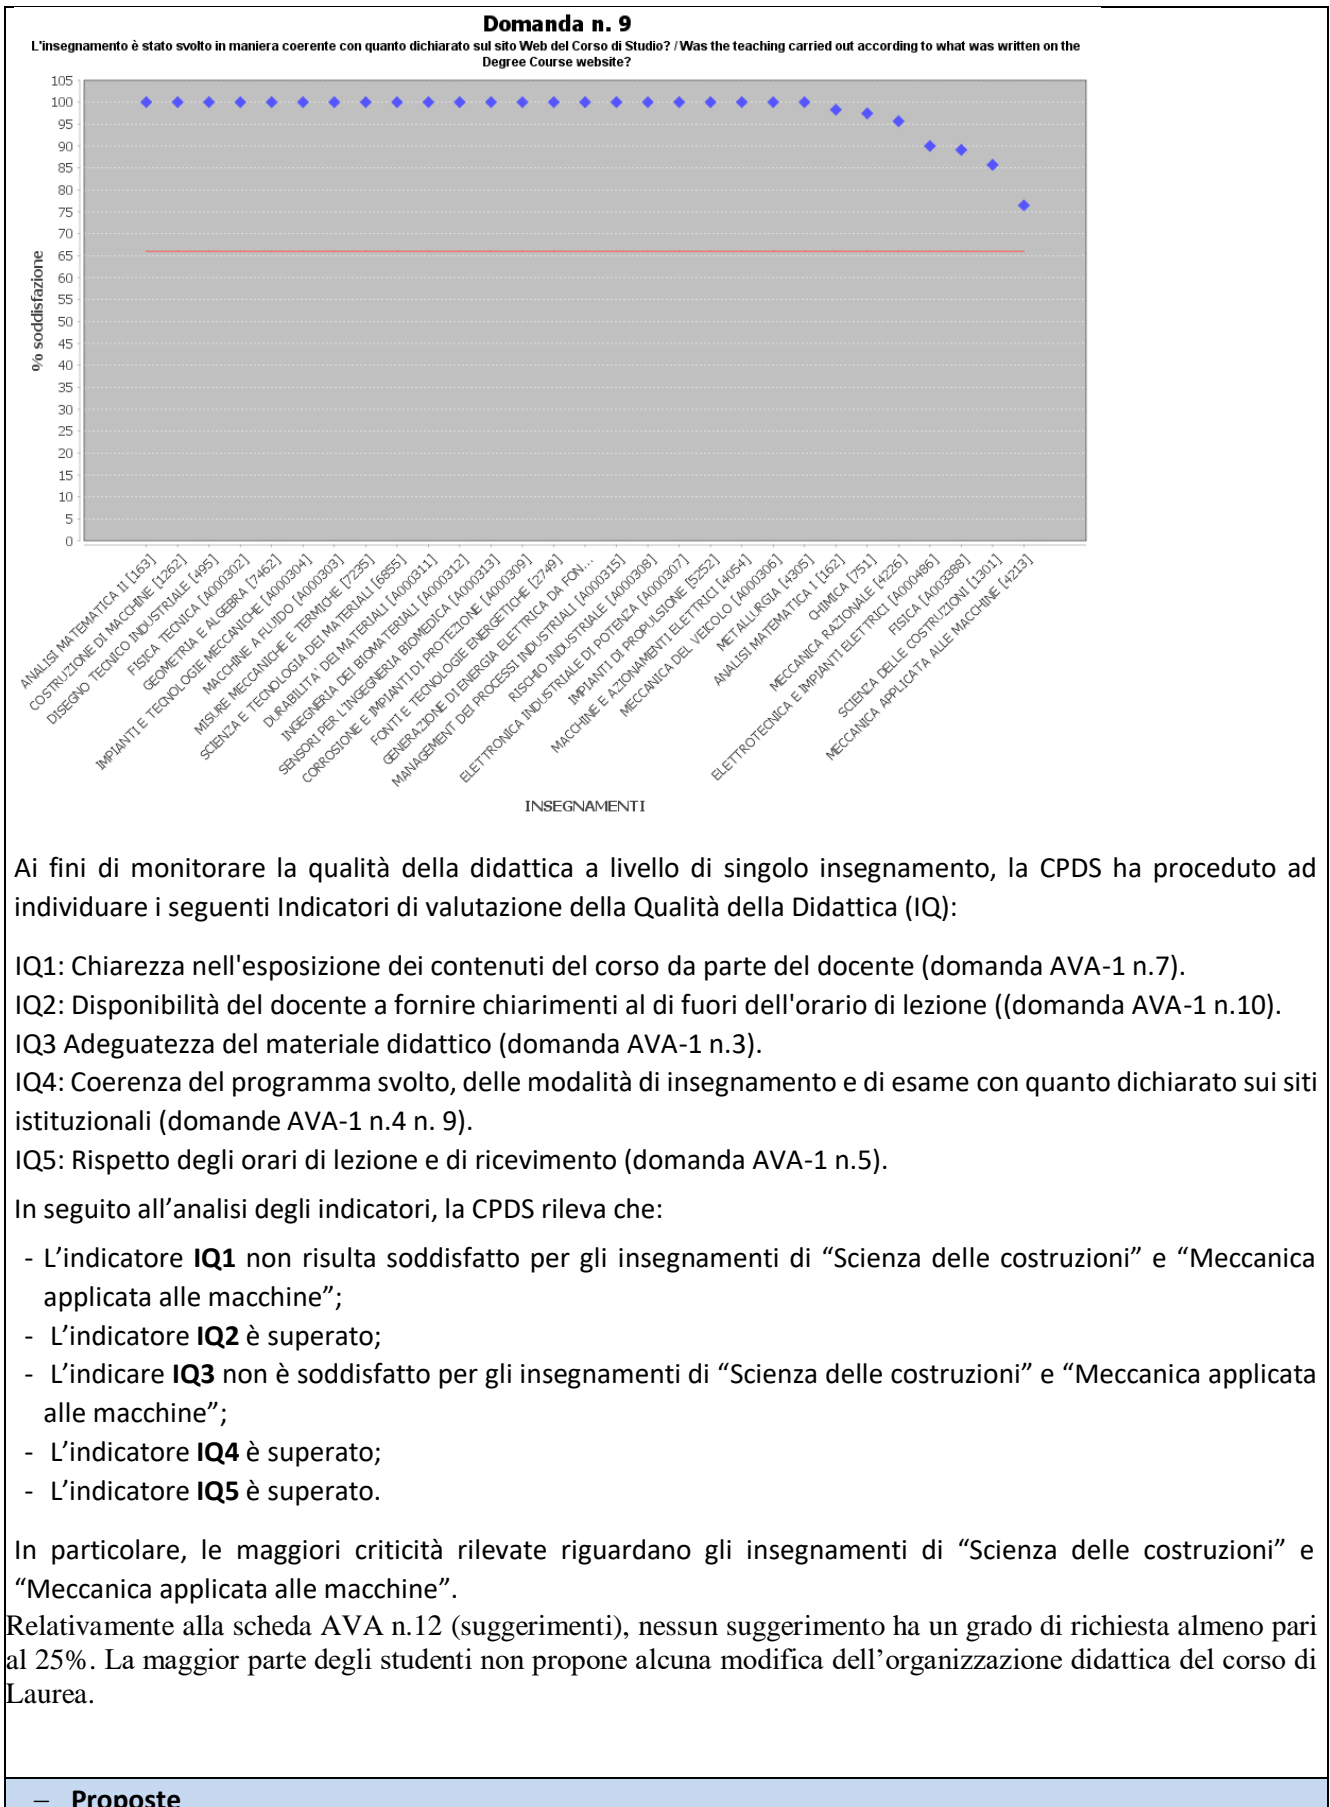 Domanda n. 9
L'insegnamento è stato svolto in maniera coerente con quanto dichiarato sul sito Web del Corso di Studio? / Was the teaching carried out according to what was written on the
Degree Course website?
105
100
95
90
85
80
75
70
65
60
55
50
45
40
35
30
25
20
15
10
5
0
% soddisfazione
ANALISI MATEMATICA II [163]
COSTRUZIONE DI MACCHINE [1262]
DISEGNO TECNICO INDUSTRIALE [495]
FISICA TECNICA [A000302]
GEOMETRIA E ALGEBRA [7462]
IMPIANTI E TECNOLOGIE MECCANICHE [A000304]
MACCHINE A FLUIDO [A000303]
MISURE MECCANICHE E TERMICHE [7235]
SCIENZA E TECNOLOGIA DEI MATERIALI [6855]
DURABILITA' DEI MATERIALI [A000311]
INGEGNERIA DEI BIOMATERIALI [A000312]
SENSORI PER L'INGEGNERIA BIOMEDICA [A000313]
CORROSIONE E IMPIANTI DI PROTEZIONE [A000309]
FONTI E TECNOLOGIE ENERGETICHE [2749]
GENERAZIONE DI ENERGIA ELETTRICA DA FON...
MANAGEMENT DEI PROCESSI INDUSTRIALI [A000315]
RISCHIO INDUSTRIALE [A000308]
ELETTRONICA INDUSTRIALE DI POTENZA [A000307]
IMPIANTI DI PROPULSIONE [5252]
MACCHINE E AZIONAMENTI ELETTRICI [4054]
MECCANICA DEL VEICOLO [A000306]
METALLURGIA [4305]
ANALISI MATEMATICA I [162]
CHIMICA [751]
MECCANICA RAZIONALE [4226]
ELETTROTECNICA E IMPIANTI ELETTRICI [A000486]
FISICA [A003388]
SCIENZA DELLE COSTRUZIONI [1301]
MECCANICA APPLICATA ALLE MACCHINE [4213]
INSEGNAMENTI
Ai fini di monitorare la qualità della didattica a livello di singolo insegnamento, la CPDS ha proceduto ad
individuare i seguenti Indicatori di valutazione della Qualità della Didattica (IQ):
IQ1: Chiarezza nell'esposizione dei contenuti del corso da parte del docente (domanda AVA-1 n.7).
IQ2: Disponibilità del docente a fornire chiarimenti al di fuori dell'orario di lezione ((domanda AVA-1 n.10).
IQ3 Adeguatezza del materiale didattico (domanda AVA-1 n.3).
IQ4: Coerenza del programma svolto, delle modalità di insegnamento e di esame con quanto dichiarato sui siti
istituzionali (domande AVA-1 n.4 n. 9).
IQ5: Rispetto degli orari di lezione e di ricevimento (domanda AVA-1 n.5).
In seguito all’analisi degli indicatori, la CPDS rileva che:
- L’indicatore IQ1 non risulta soddisfatto per gli insegnamenti di “Scienza delle costruzioni” e “Meccanica
applicata alle macchine”;
- L’indicatore IQ2 è superato;
- L’indicare IQ3 non è soddisfatto per gli insegnamenti di “Scienza delle costruzioni” e “Meccanica applicata
alle macchine”;
- L’indicatore IQ4 è superato;
- L’indicatore IQ5 è superato.
In particolare, le maggiori criticità rilevate riguardano gli insegnamenti di “Scienza delle costruzioni” e
“Meccanica applicata alle macchine”.
Relativamente alla scheda AVA n.12 (suggerimenti), nessun suggerimento ha un grado di richiesta almeno pari
al 25%. La maggior parte degli studenti non propone alcuna modifica dell’organizzazione didattica del corso di
Laurea.
– Proposte